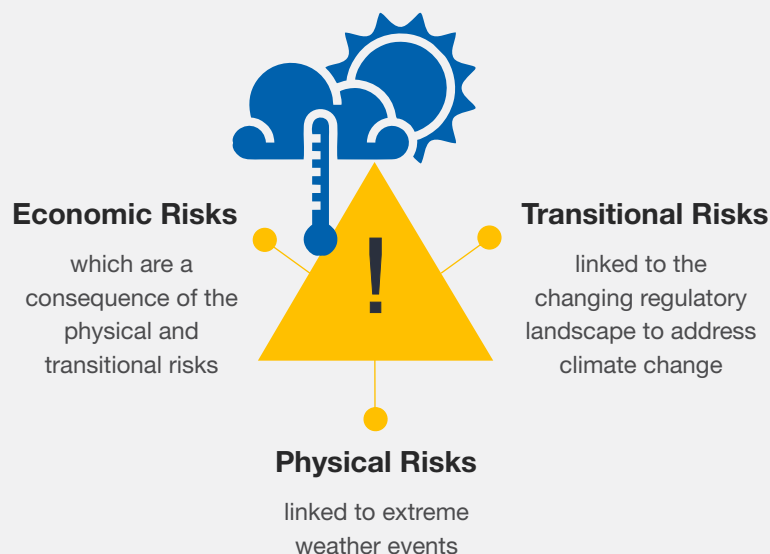 Economic Risks
which are a
consequence of the
physical and
transitional risks
!
Transitional Risks
linked to the
changing regulatory
landscape to address
climate change
Physical Risks
linked to extreme
weather events